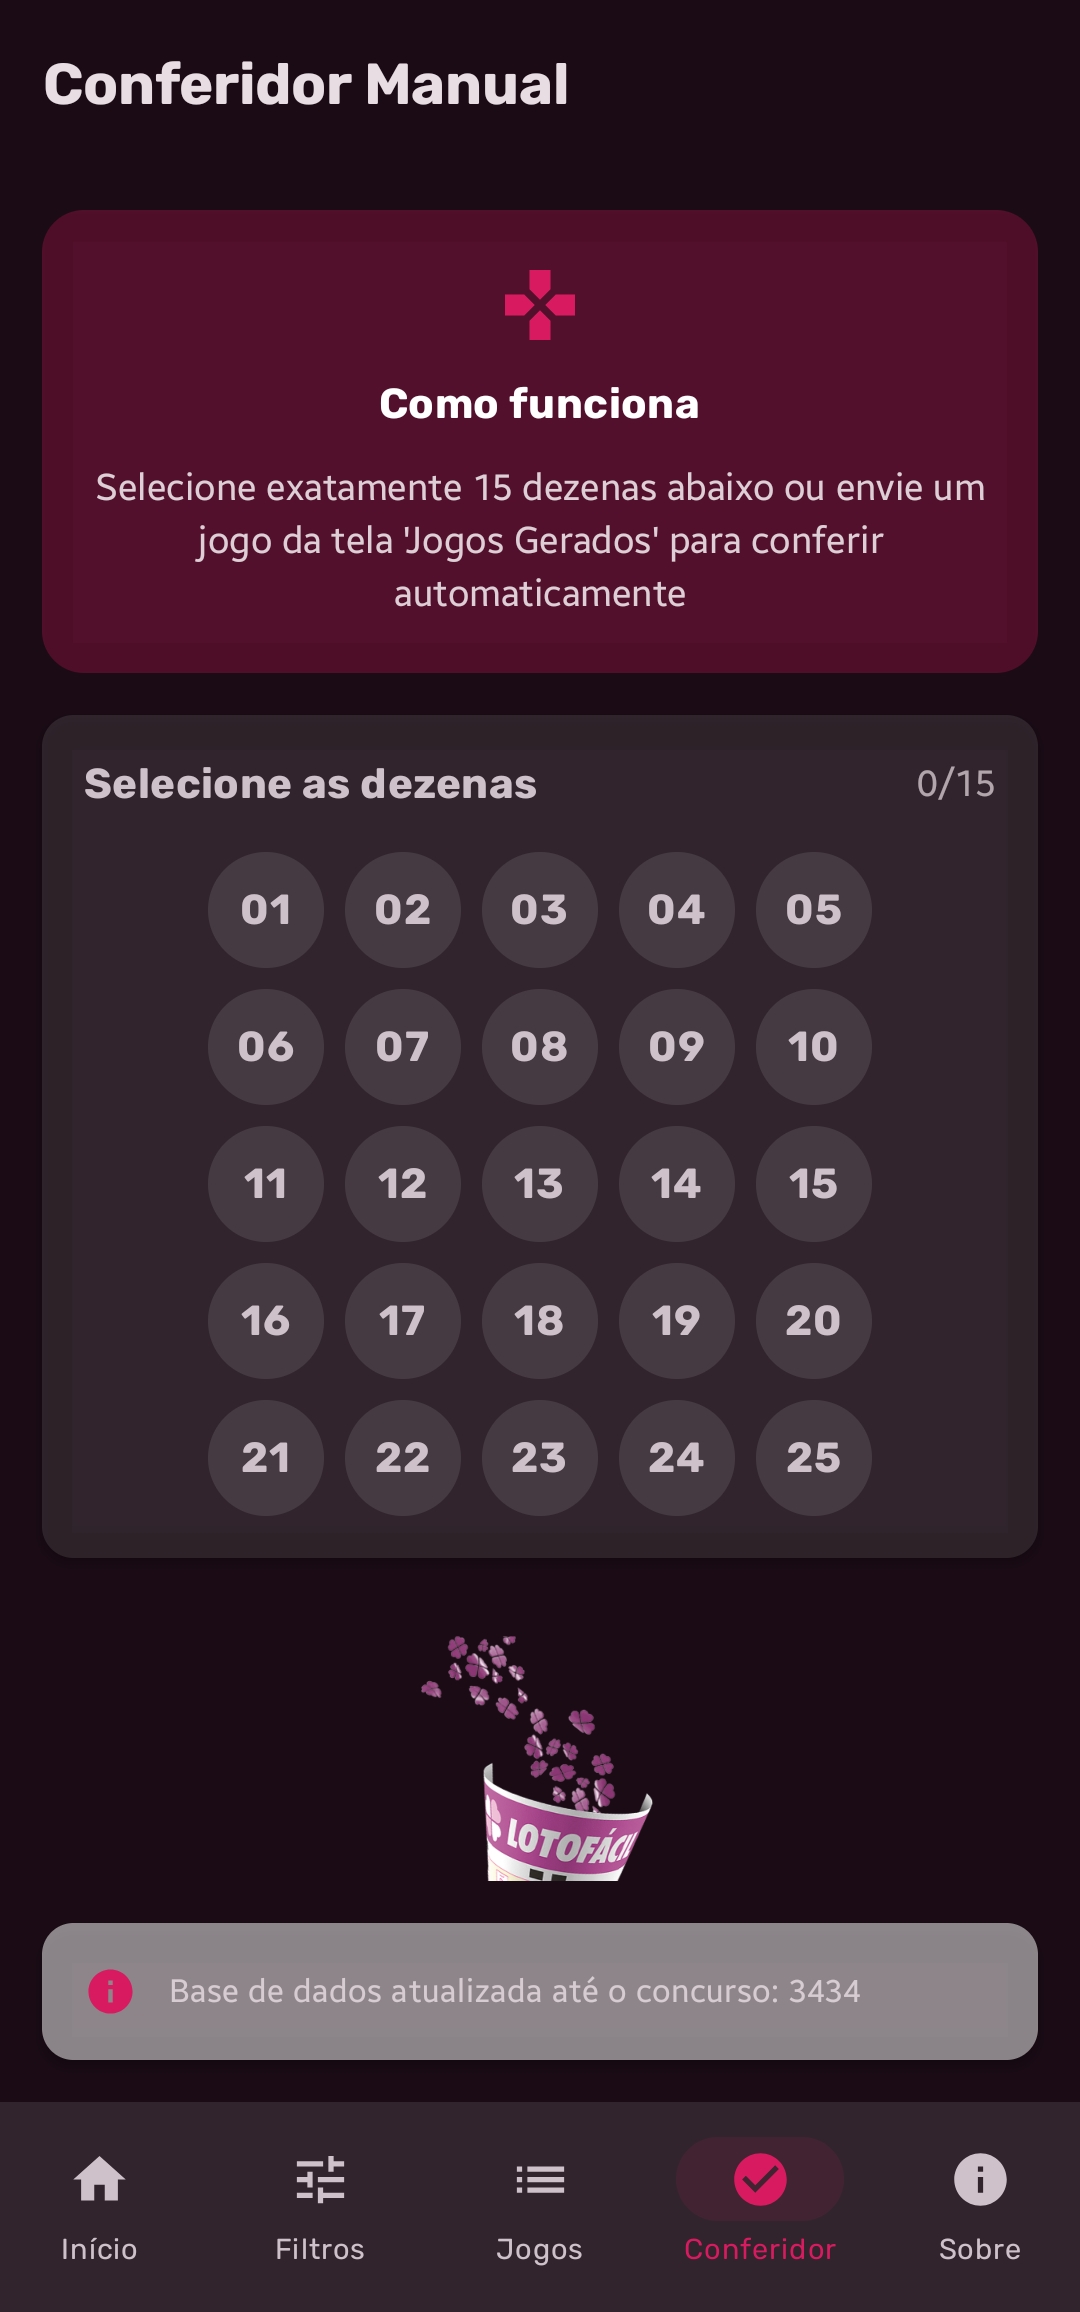 Conferidor Manual
Como funciona
Selecione exatamente 15 dezenas abaixo ou envie um
jogo da tela 'Jogos Gerados' para conferir
automaticamente
Selecione as dezenas 0/15
01 02 03 04 05
06 07 08 09 10
11 12 13 14 15
16 17 18 19 20
21 22 23 24 25
LOTOFÁCIL
Base de dados atualizada até o concurso: 3434
Início Filtros Jogos Conferidor Sobre